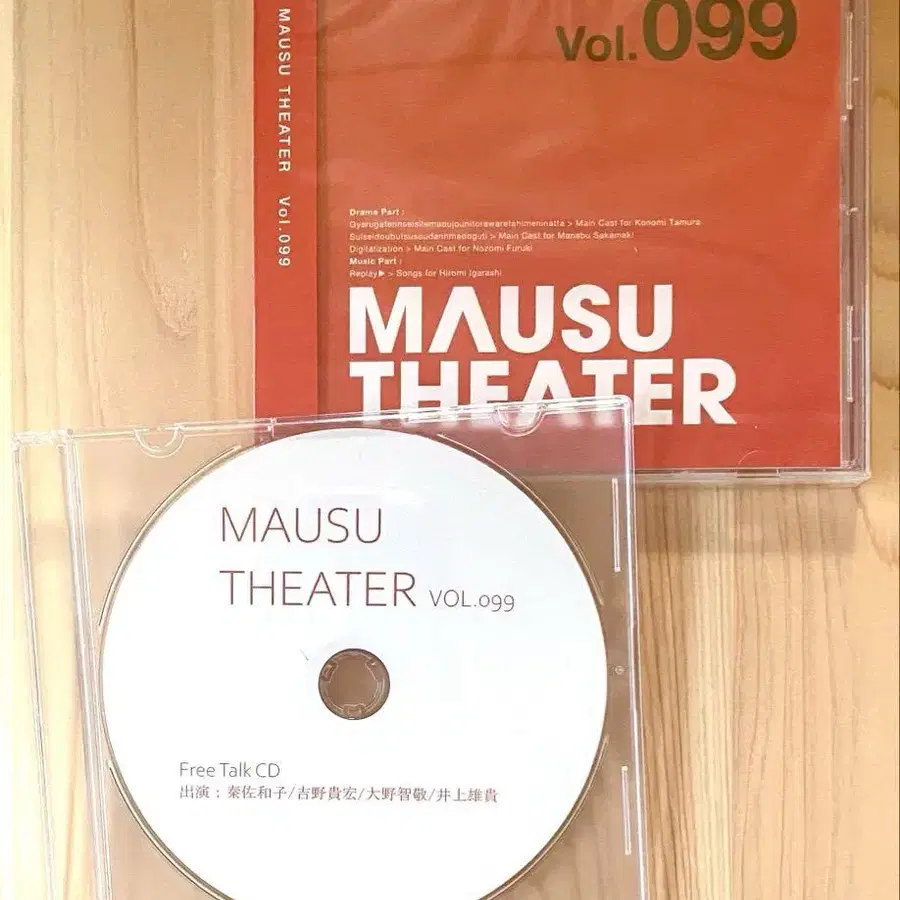 MAUSU THEATER Vol.099
Vol.099
Drama Part :
Gyarugatennseisitemaoujounitorawaretahimeninatta > Main Cast for Konomi Tamura
Suiseidoubutsusoudannmadoguti > Main Cast for Manabu Sakamaki
Digitalization > Main Cast for Nozomi Furuki
Music Part :
Replay▶ > Songs for Hiromi Igarashi
MAUSU
THEATER
MAUSU
THEATER VOL.099
Free Talk CD
出演：秦佐和子/吉野貴宏/大野智敬/井上雄貴